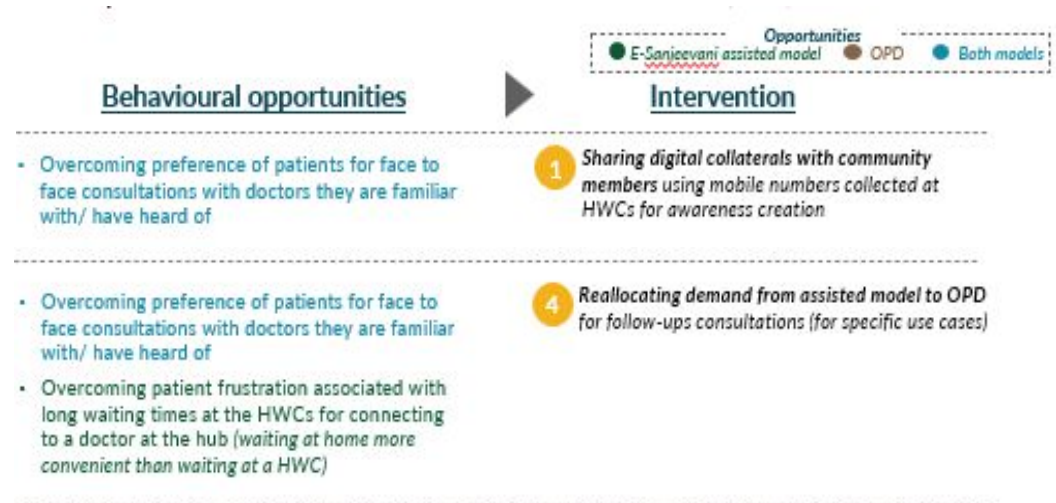 Opportunities
E-Sanjeevani assisted model OPD Both models
Behavioural opportunities Intervention
• Overcoming preference of patients for face to
face consultations with doctors they are familiar
with/ have heard of
1 Sharing digital collaterals with community
members using mobile numbers collected at
HWCs for awareness creation
• Overcoming preference of patients for face to
face consultations with doctors they are familiar
with/ have heard of
• Overcoming patient frustration associated with
long waiting times at the HWCs for connecting
to a doctor at the hub (waiting at home more
convenient than waiting at a HWC)
4 Reallocating demand from assisted model to OPD
for follow-ups consultations (for specific use cases)